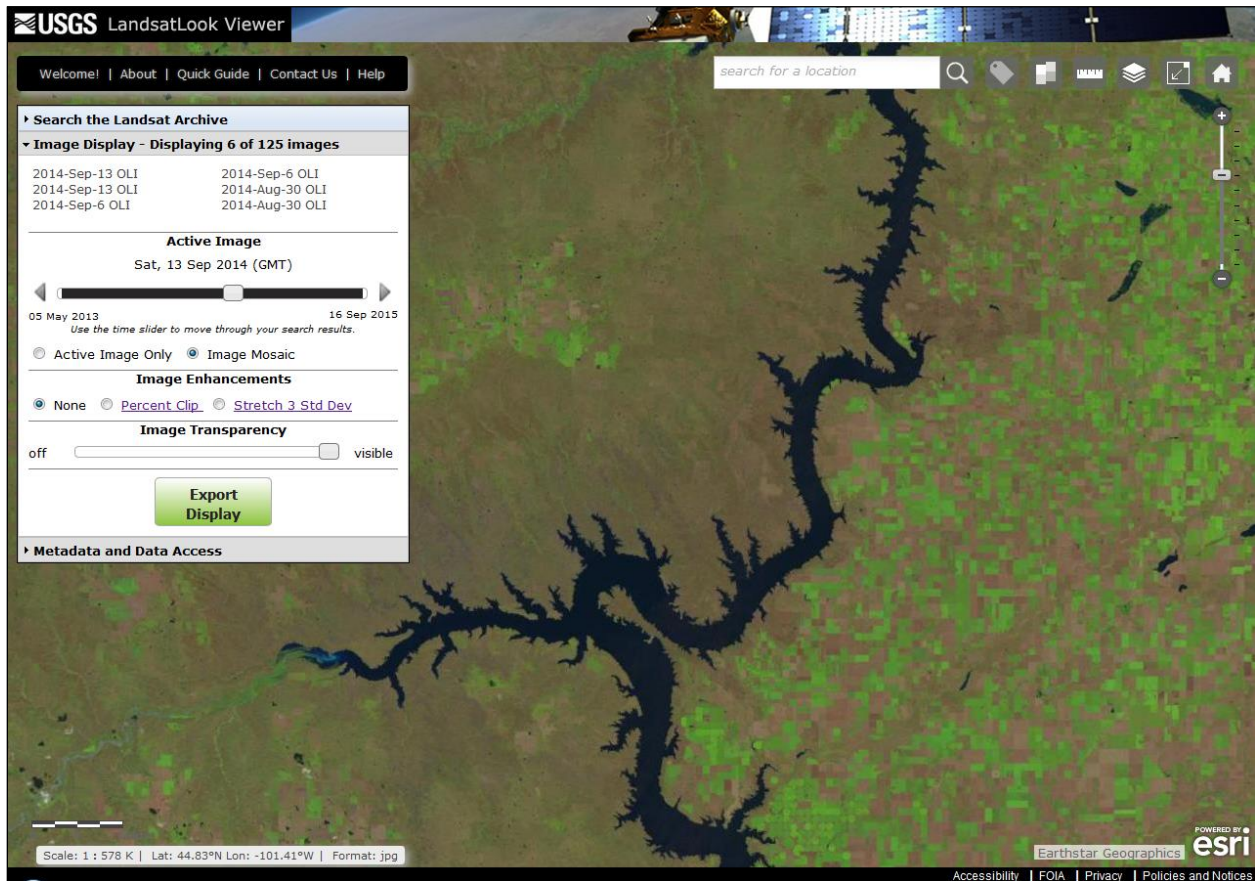 USGS LandsatLook Viewer
Welcome! | About | Quick Guide | Contact Us | Help
search for a location
Search the Landsat Archive
Image Display - Displaying 6 of 125 images
2014-Sep-13 OLI 2014-Sep-6 OLI
2014-Sep-13 OLI 2014-Aug-30 OLI
2014-Sep-6 OLI 2014-Aug-30 OLI
Active Image
Sat, 13 Sep 2014 (GMT)
05 May 2013 16 Sep 2015
Use the time slider to move through your search results.
Active Image Only Image Mosaic
Image Enhancements
None Percent Clip Stretch 3 Std Dev
Image Transparency
off visible
Export
Display
Metadata and Data Access
Scale: 1 : 578 K | Lat: 44.83°N Lon: -101.41°W | Format: jpg
Earthstar Geographics
POWERED BY
esri
Accessibility | FOIA | Privacy | Policies and Notices